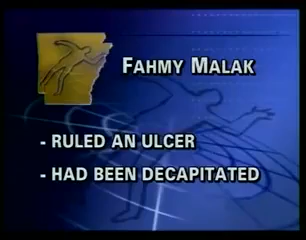 FAHMY MALAK
- RULED AN ULCER
- HAD BEEN DECAPITATED